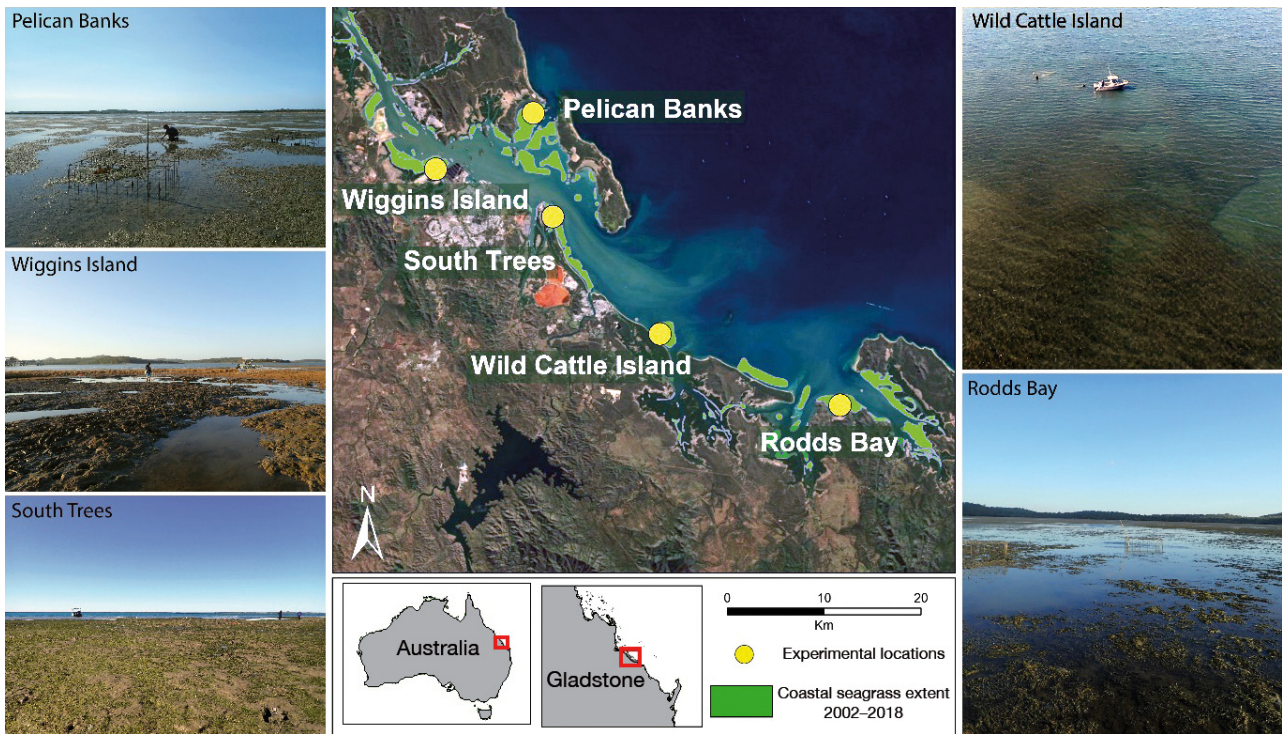 Pelican Banks
Wiggins Island
South Trees
Pelican Banks
Wiggins Island
South Trees
Wild Cattle Island
Rodds Bay
N
Australia
Gladstone
0 10 20
Km
Experimental locations
Coastal seagrass extent
2002–2018
Wild Cattle Island
Rodds Bay